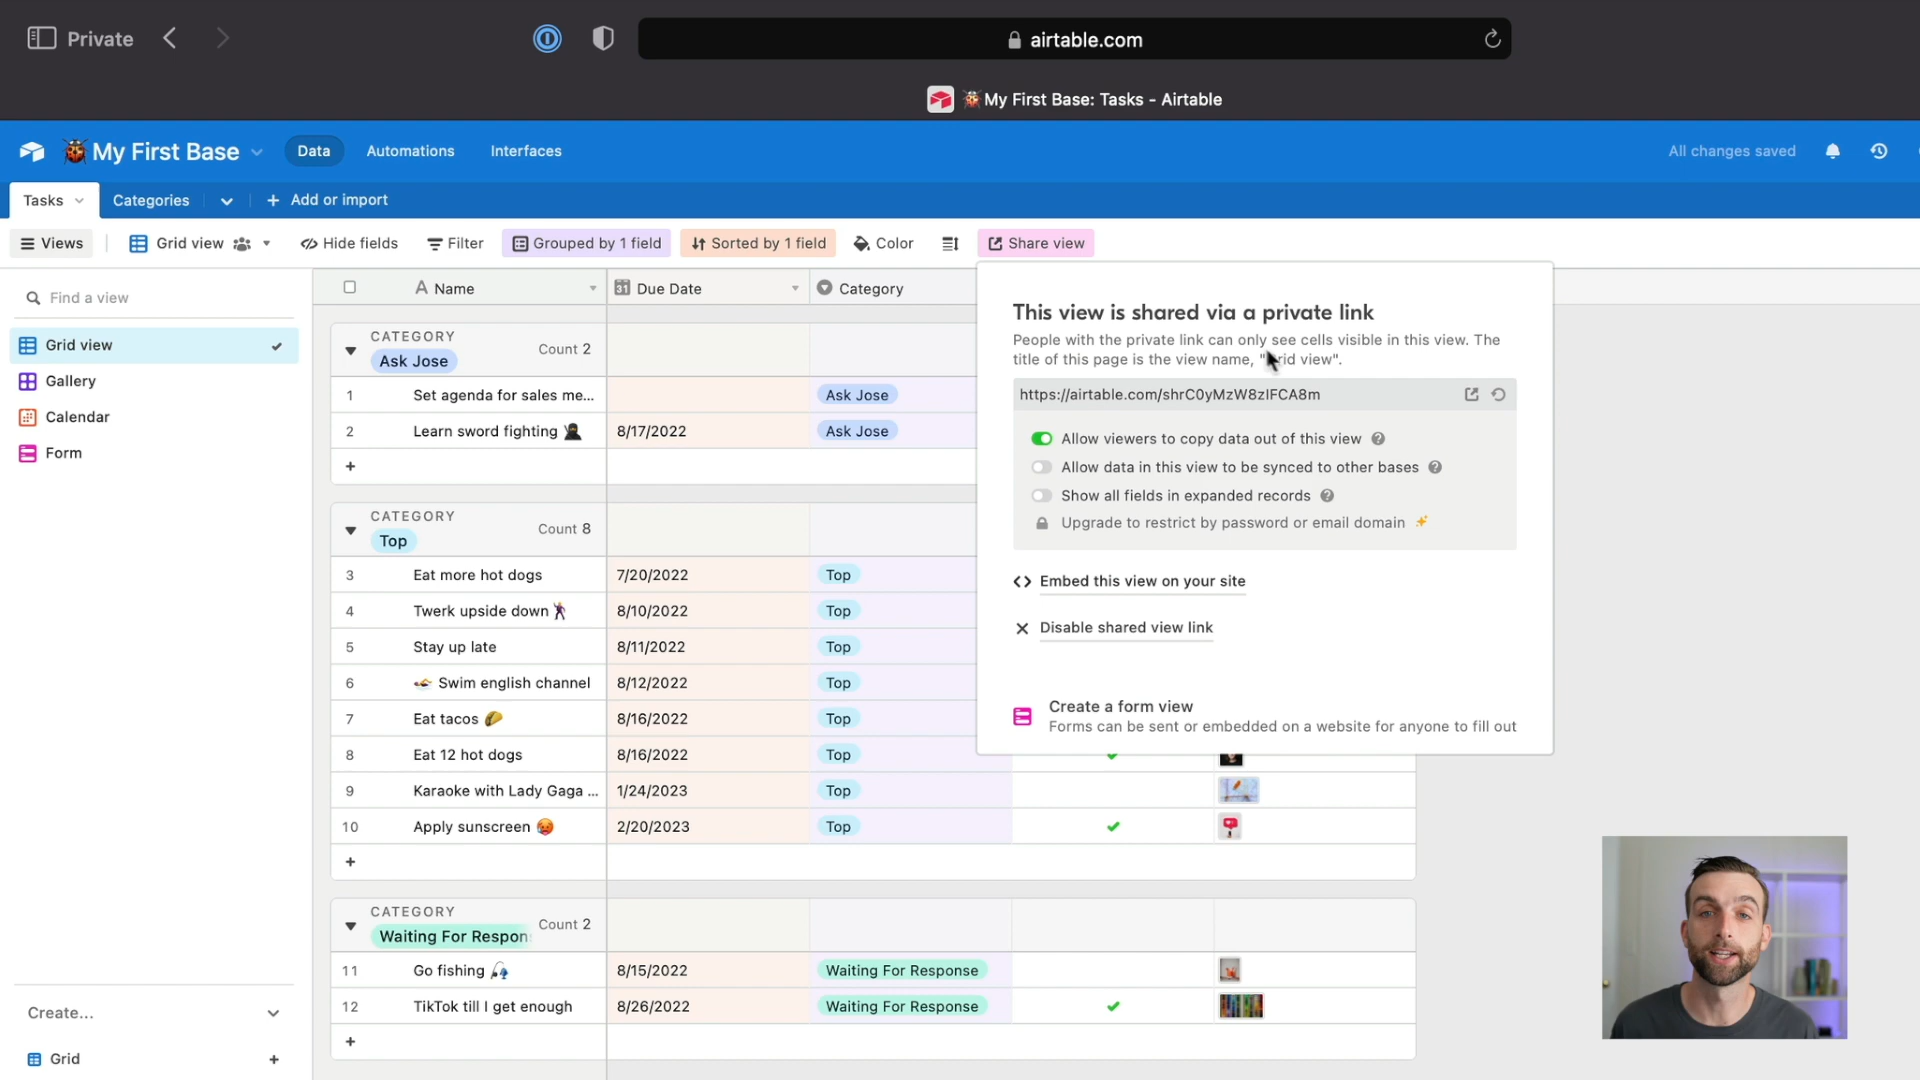 Private
airtable.com
My First Base: Tasks - Airtable
My First Base
Data
Automations
Interfaces
All changes saved
Tasks
Categories
+ Add or import
Views
Grid view
Hide fields
Filter
Grouped by 1 field
Sorted by 1 field
Color
Share view
Find a view
Grid view
Gallery
Calendar
Form
Create...
Grid
+
A Name
31 Due Date
Category
CATEGORY
Ask Jose
Count 2
1 Set agenda for sales me... Ask Jose
2 Learn sword fighting 8/17/2022 Ask Jose
+
CATEGORY
Top
Count 8
3 Eat more hot dogs 7/20/2022 Top
4 Twerk upside down 8/10/2022 Top
5 Stay up late 8/11/2022 Top
6 Swim english channel 8/12/2022 Top
7 Eat tacos 8/16/2022 Top
8 Eat 12 hot dogs 8/16/2022 Top
9 Karaoke with Lady Gaga ... 1/24/2023 Top
10 Apply sunscreen 2/20/2023 Top
+
CATEGORY
Waiting For Respon
Count 2
11 Go fishing 8/15/2022 Waiting For Response
12 TikTok till I get enough 8/26/2022 Waiting For Response
+
This view is shared via a private link
People with the private link can only see cells visible in this view. The
title of this page is the view name, "rid view".
https://airtable.com/shrC0yMzW8zIFCA8m
Allow viewers to copy data out of this view ?
Allow data in this view to be synced to other bases ?
Show all fields in expanded records ?
Upgrade to restrict by password or email domain
<> Embed this view on your site
Disable shared view link
Create a form view
Forms can be sent or embedded on a website for anyone to fill out